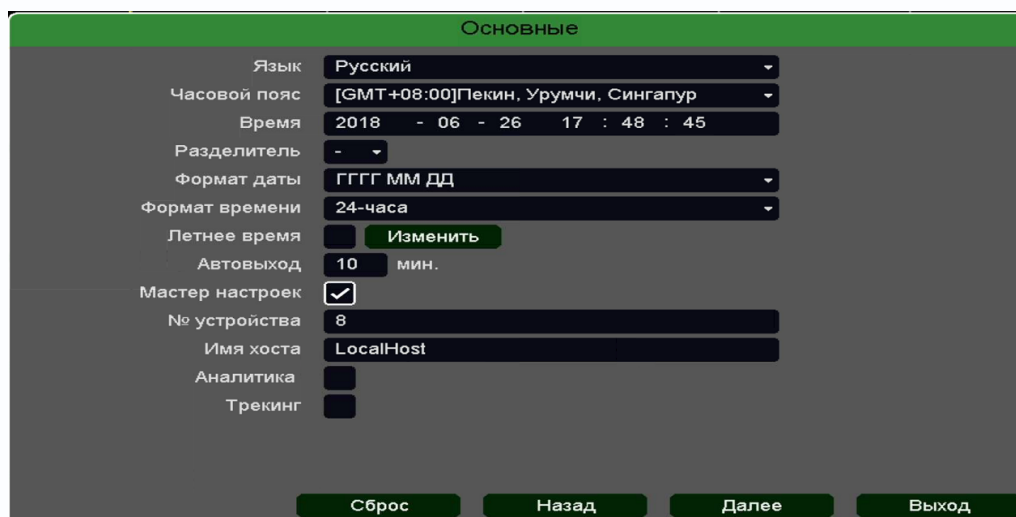 Основные
Язык Русский
Часовой пояс [GMT+08:00]Пекин, Урумчи, Сингапур
Время 2018 - 06 - 26 17 : 48 : 45
Разделитель -
Формат даты ГГГГ ММ ДД
Формат времени 24-часа
Летнее время Изменить
Автовыход 10 мин.
Мастер настроек
№ устройства 8
Имя хоста LocalHost
Аналитика
Трекинг
Сброс Назад Далее Выход